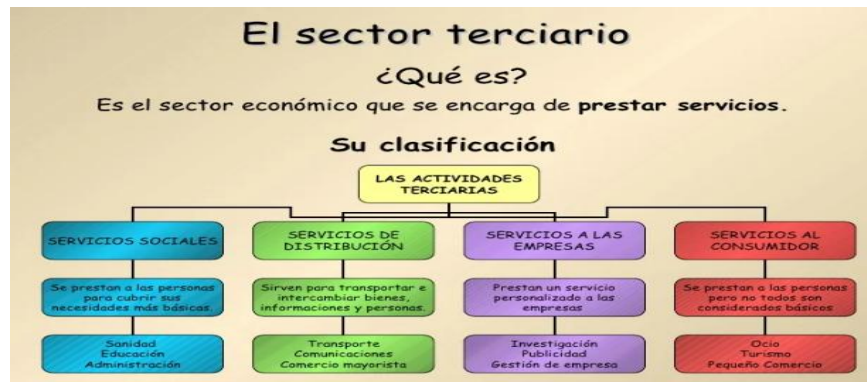 El sector terciario
¿Qué es?
Es el sector económico que se encarga de prestar servicios.
Su clasificación
LAS ACTIVIDADES
TERCIARIAS
SERVICIOS SOCIALES
Se prestan a las personas
para cubrir sus
necesidades más básicas.
Sanidad
Educación
Administración
SERVICIOS DE
DISTRIBUCIÓN
Sirven para transportar e
intercambiar bienes,
informaciones y personas.
Transporte
Comunicaciones
Comercio mayorista
SERVICIOS A LAS
EMPRESAS
Prestan un servicio
personalizado a las
empresas
Investigación
Publicidad
Gestión de empresa
SERVICIOS AL
CONSUMIDOR
Se prestan a las personas
pero no todos son
considerados básicos
Ocio
Turismo
Pequeño Comercio